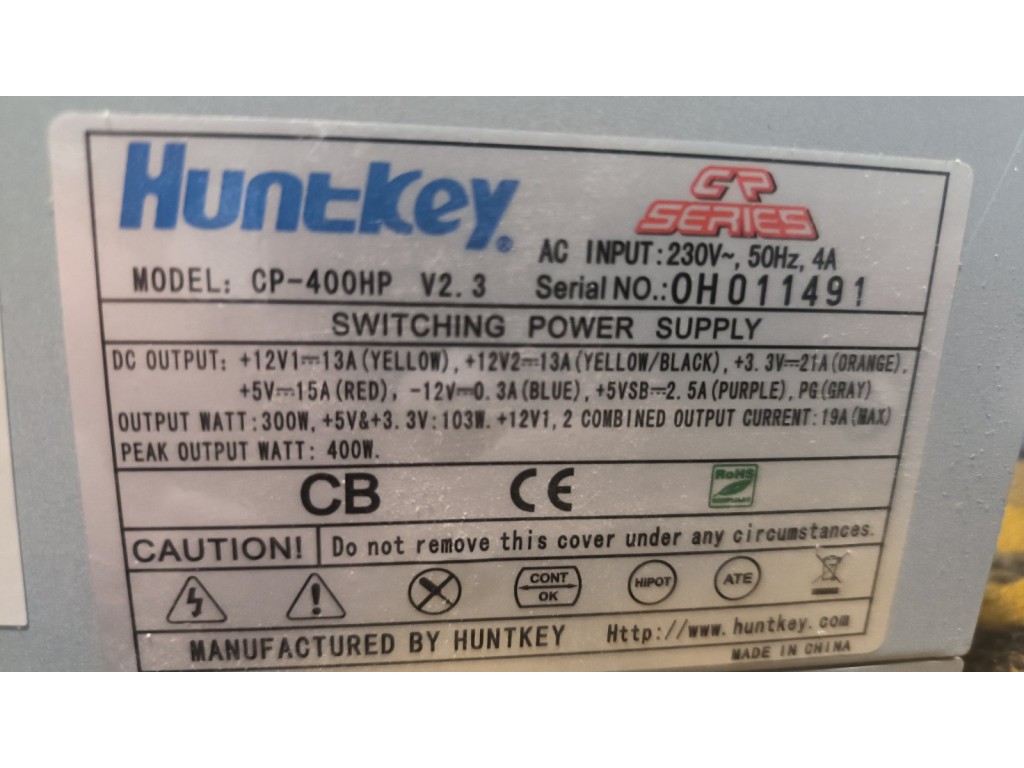 Huntkey®
CP SERIES
AC INPUT:230V~, 50Hz, 4A
MODEL: CP-400HP V2.3 Serial NO.:0H011491
SWITCHING POWER SUPPLY
DC OUTPUT: +12V1⎓13A(YELLOW), +12V2⎓13A(YELLOW/BLACK), +3.3V⎓21A(ORANGE),
+5V⎓15A(RED), -12V⎓0.3A(BLUE), +5VSB⎓2.5A(PURPLE), PG(GRAY)
OUTPUT WATT:300W, +5V&+3.3V:103W. +12V1,2 COMBINED OUTPUT CURRENT:19A(MAX)
PEAK OUTPUT WATT: 400W.
CB CE RoHS
CAUTION! Do not remove this cover under any circumstances.
CONT OK HIPOT ATE
MANUFACTURED BY HUNTKEY Http://www.huntkey.com
MADE IN CHINA